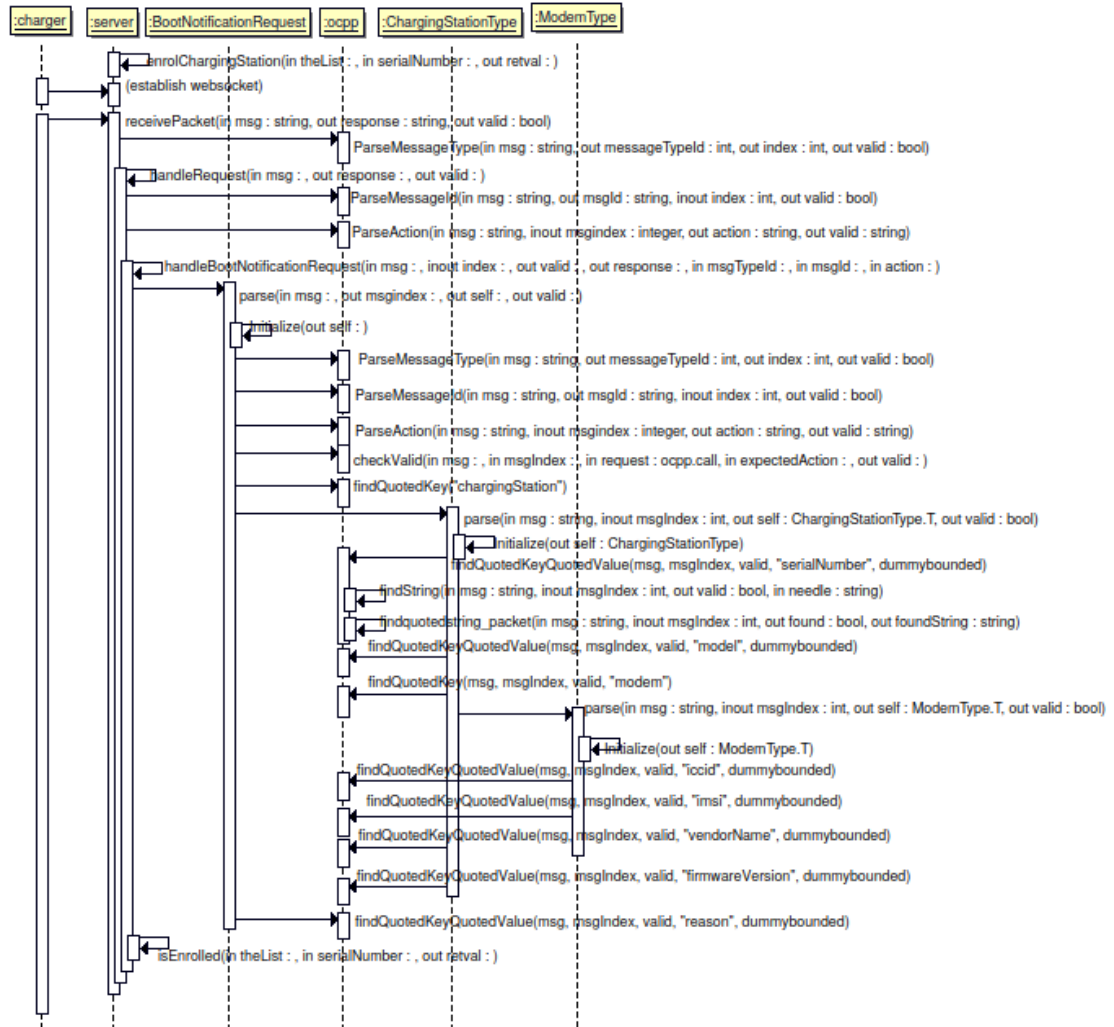 :charger
:server
:BootNotificationRequest
:ocpp
:ChargingStationType
:ModemType
enrolChargingStation(in theList : , in serialNumber : , out retval : )
(establish websocket)
receivePacket(in msg : string, out response : string, out valid : bool)
ParseMessageType(in msg : string, out messageTypeId : int, out index : int, out valid : bool)
handleRequest(in msg : , out response : , out valid : )
ParseMessageId(in msg : string, out msgId : string, inout index : int, out valid : bool)
ParseAction(in msg : string, inout msgindex : integer, out action : string, out valid : string)
handleBootNotificationRequest(in msg : , inout index : , out valid : , out response : , in msgTypeId : , in msgId : , in action : )
parse(in msg : , out msgindex : , out self : , out valid : )
Initialize(out self : )
ParseMessageType(in msg : string, out messageTypeId : int, out index : int, out valid : bool)
ParseMessageId(in msg : string, out msgId : string, inout index : int, out valid : bool)
ParseAction(in msg : string, inout msgindex : integer, out action : string, out valid : string)
checkValid(in msg : , in msgIndex : , in request : ocpp.call, in expectedAction : , out valid : )
findQuotedKey("chargingStation")
parse(in msg : string, inout msgIndex : int, out self : ChargingStationType.T, out valid : bool)
Initialize(out self : ChargingStationType)
findQuotedKeyQuotedValue(msg, msgIndex, valid, "serialNumber", dummybounded)
findString(in msg : string, inout msgIndex : int, out valid : bool, in needle : string)
findquotedstring_packet(in msg : string, inout msgIndex : int, out found : bool, out foundString : string)
findQuotedKeyQuotedValue(msg, msgIndex, valid, "model", dummybounded)
findQuotedKey(msg, msgIndex, valid, "modem")
parse(in msg : string, inout msgIndex : int, out self : ModemType.T, out valid : bool)
Initialize(out self : ModemType.T)
findQuotedKeyQuotedValue(msg, msgIndex, valid, "iccid", dummybounded)
findQuotedKeyQuotedValue(msg, msgIndex, valid, "imsi", dummybounded)
findQuotedKeyQuotedValue(msg, msgIndex, valid, "vendorName", dummybounded)
findQuotedKeyQuotedValue(msg, msgIndex, valid, "firmwareVersion", dummybounded)
findQuotedKeyQuotedValue(msg, msgIndex, valid, "reason", dummybounded)
isEnrolled(in theList : , in serialNumber : , out retval : )